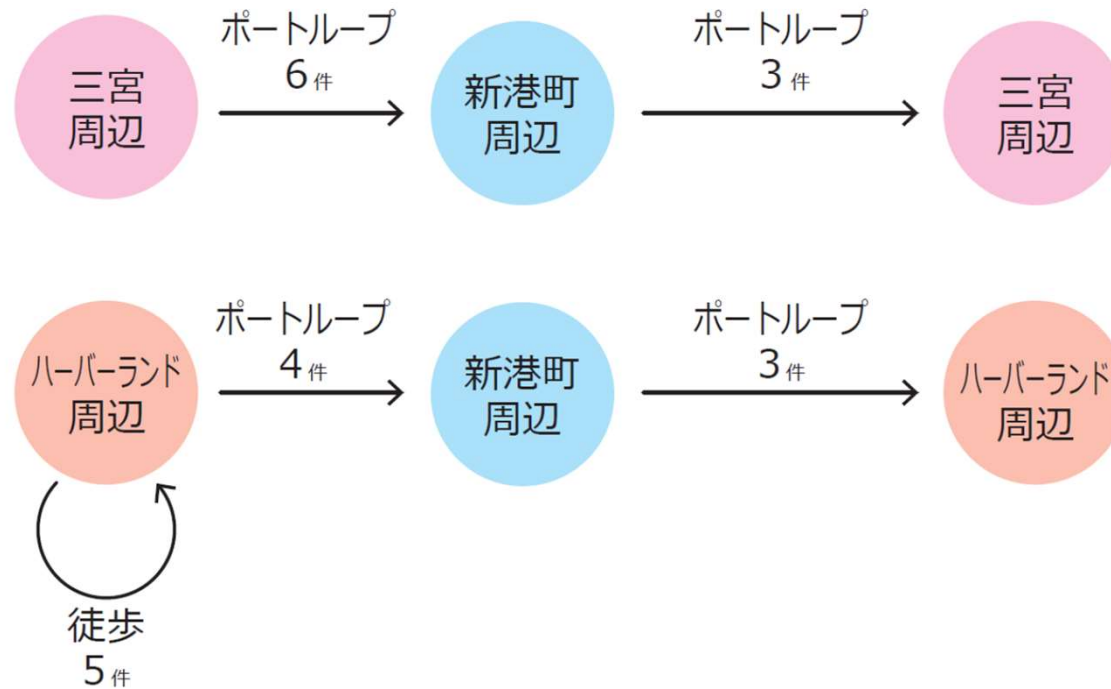 三宮
周辺
ポートループ
6件
新港町
周辺
ポートループ
3件
三宮
周辺
ハーバーランド
周辺
ポートループ
4件
新港町
周辺
ポートループ
3件
ハーバーランド
周辺
徒歩
5件